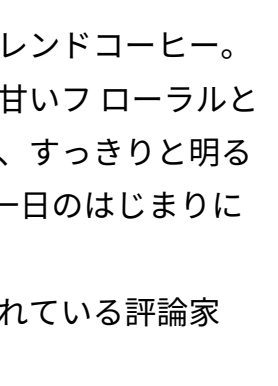 レンドコーヒー。
甘いフローラルと
、すっきりと明る
一日のはじまりに
れている評論家